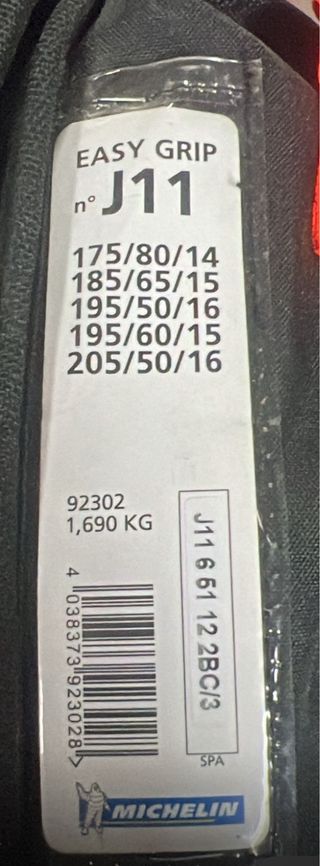 EASY GRIP
n° J11
175/80/14
185/65/15
195/50/16
195/60/15
205/50/16
92302
1,690 KG
J11 6 61 12 2BC/3
4 038373 923028 >
SPA
MICHELIN